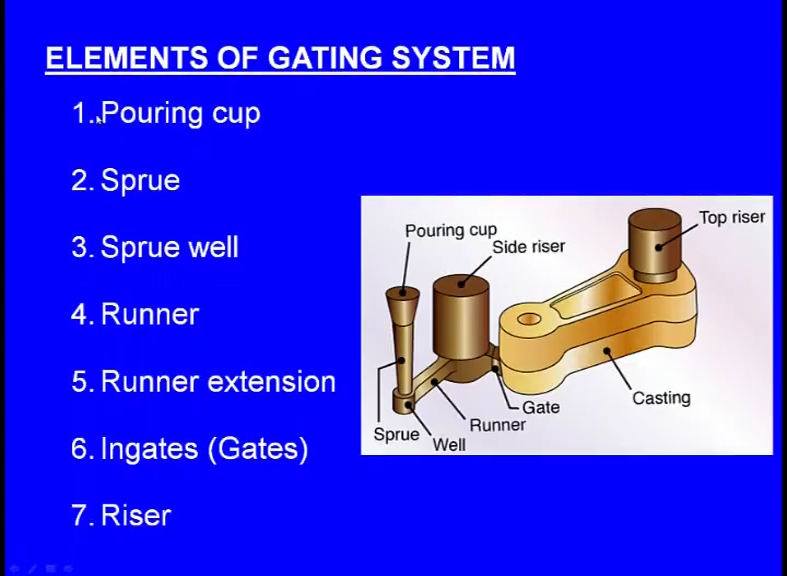 ELEMENTS OF GATING SYSTEM
1. Pouring cup
2. Sprue
3. Sprue well
4. Runner
5. Runner extension
6. Ingates (Gates)
7. Riser
Pouring cup
Side riser
Top riser
Sprue
Well
Runner
Gate
Casting